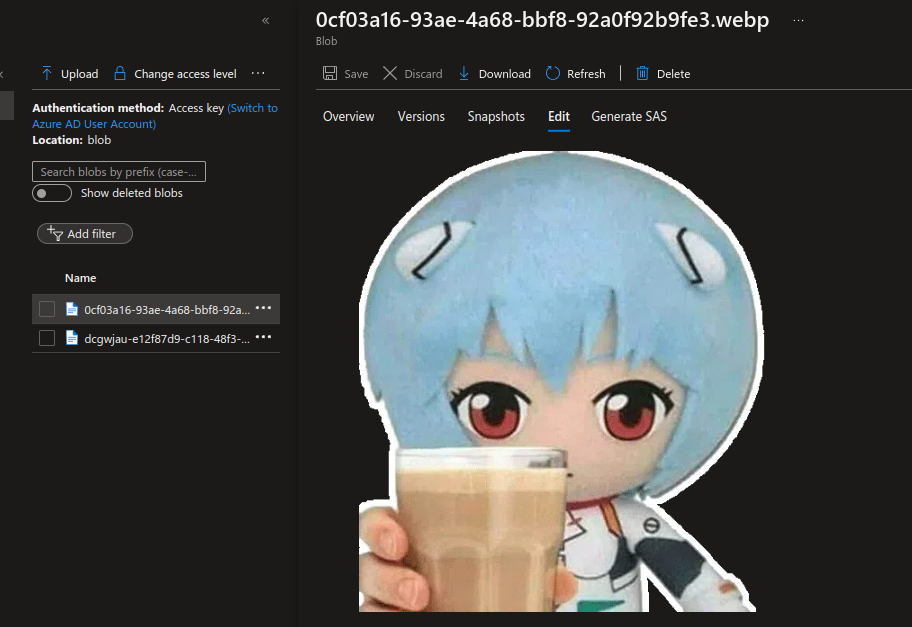 0cf03a16-93ae-4a68-bbf8-92a0f92b9fe3.webp ...
Blob
Upload Change access level ...
Authentication method: Access key (Switch to
Azure AD User Account)
Location: blob
Search blobs by prefix (case-...
Show deleted blobs
Add filter
Name
0cf03a16-93ae-4a68-bbf8-92a... ...
dcgwjau-e12f87d9-c118-48f3-... ...
Save Discard Download Refresh Delete
Overview Versions Snapshots Edit Generate SAS